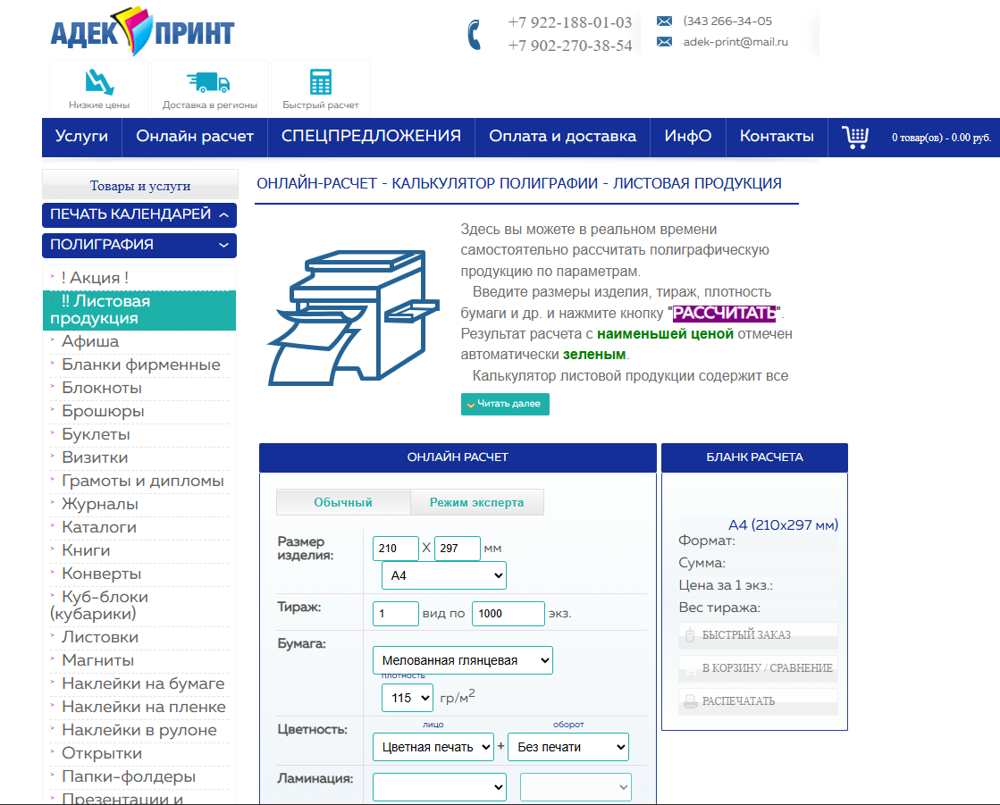 АДЕК ПРИНТ
+7 922-188-01-03
+7 902-270-38-54
(343 266-34-05
adek-print@mail.ru
Низкие цены
Доставка в регионы
Быстрый расчет
Услуги
Онлайн расчет
СПЕЦПРЕДЛОЖЕНИЯ
Оплата и доставка
ИнфО
Контакты
0 товар(ов) - 0.00 руб.
Товары и услуги
ПЕЧАТЬ КАЛЕНДАРЕЙ
ПОЛИГРАФИЯ
! Акция !
!! Листовая
продукция
Афиша
Бланки фирменные
Блокноты
Брошюры
Буклеты
Визитки
Грамоты и дипломы
Журналы
Каталоги
Книги
Конверты
Куб-блоки
(кубарики)
Листовки
Магниты
Наклейки на бумаге
Наклейки на пленке
Наклейки в рулоне
Открытки
Папки-фолдеры
Презентации и
ОНЛАЙН-РАСЧЕТ - КАЛЬКУЛЯТОР ПОЛИГРАФИИ - ЛИСТОВАЯ ПРОДУКЦИЯ
Здесь вы можете в реальном времени
самостоятельно рассчитать полиграфическую
продукцию по параметрам.
Введите размеры изделия, тираж, плотность
бумаги и др. и нажмите кнопку "РАССЧИТАТЬ".
Результат расчета с наименьшей ценой отмечен
автоматически зеленым.
Калькулятор листовой продукции содержит все
Читать далее
ОНЛАЙН РАСЧЕТ
Обычный
Режим эксперта
Размер
изделия:
210 X 297 мм
A4
Тираж:
1 вид по 1000 экз.
Бумага:
Мелованная глянцевая
плотность
115 гр/м2
Цветность:
лицо
оборот
Цветная печать + Без печати
Ламинация:
БЛАНК РАСЧЕТА
А4 (210x297 мм)
Формат:
Сумма:
Цена за 1 экз.:
Вес тиража:
БЫСТРЫЙ ЗАКАЗ
В КОРЗИНУ / СРАВНЕНИЕ
РАСПЕЧАТАТЬ